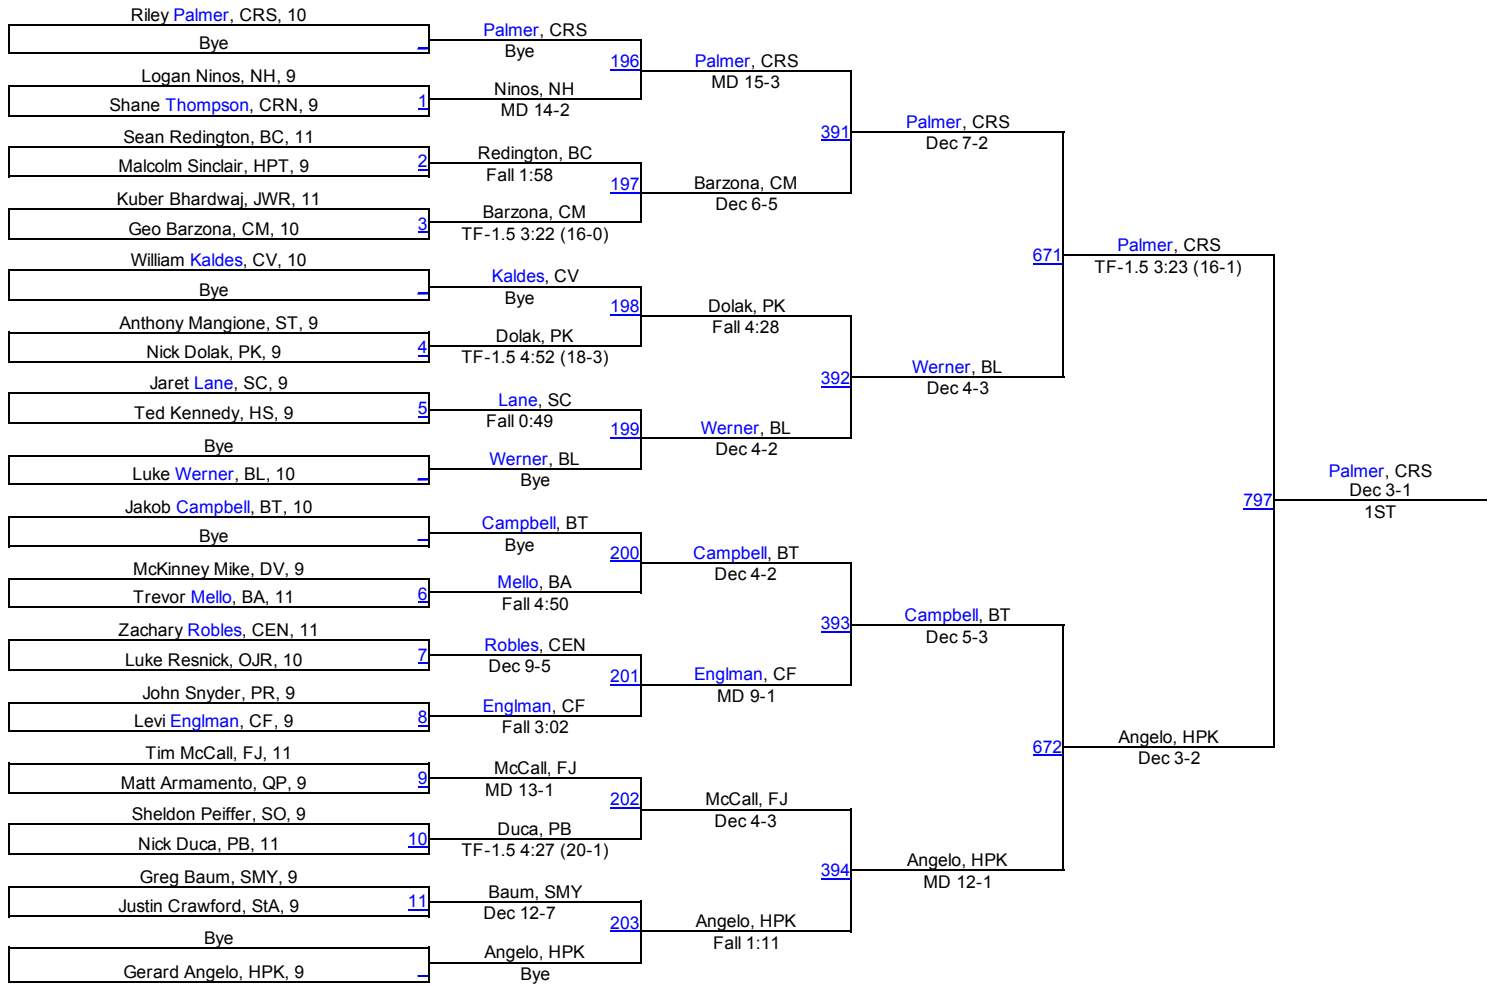 Riley Palmer, CRS, 10
Bye
Logan Ninos, NH, 9
Shane Thompson, CRN, 9
1
Sean Redington, BC, 11
Malcolm Sinclair, HPT, 9
2
Kuber Bhardwaj, JWR, 11
Geo Barzona, CM, 10
3
William Kaldes, CV, 10
Bye
Anthony Mangione, ST, 9
Nick Dolak, PK, 9
4
Jaret Lane, SC, 9
Ted Kennedy, HS, 9
5
Bye
Luke Werner, BL, 10
Jakob Campbell, BT, 10
Bye
McKinney Mike, DV, 9
Trevor Mello, BA, 11
6
Zachary Robles, CEN, 11
Luke Resnick, OJR, 10
7
John Snyder, PR, 9
Levi Englman, CF, 9
8
Tim McCall, FJ, 11
Matt Armamento, QP, 9
9
Sheldon Peiffer, SO, 9
Nick Duca, PB, 11
10
Greg Baum, SMY, 9
Justin Crawford, StA, 9
11
Bye
Gerard Angelo, HPK, 9
Palmer, CRS
Bye
196
Ninos, NH
MD 14-2
Redington, BC
Fall 1:58
197
Barzona, CM
TF-1.5 3:22 (16-0)
Kaldes, CV
Bye
198
Dolak, PK
TF-1.5 4:52 (18-3)
Lane, SC
Fall 0:49
199
Werner, BL
Bye
Campbell, BT
Bye
200
Mello, BA
Fall 4:50
Robles, CEN
Dec 9-5
201
Englman, CF
Fall 3:02
McCall, FJ
MD 13-1
202
Duca, PB
TF-1.5 4:27 (20-1)
Baum, SMY
Dec 12-7
203
Angelo, HPK
Bye
Palmer, CRS
MD 15-3
391
Barzona, CM
Dec 6-5
Dolak, PK
Fall 4:28
392
Werner, BL
Dec 4-2
Campbell, BT
Dec 4-2
393
Englman, CF
MD 9-1
McCall, FJ
Dec 4-3
394
Angelo, HPK
Fall 1:11
Palmer, CRS
Dec 7-2
671
Werner, BL
Dec 4-3
Campbell, BT
Dec 5-3
672
Angelo, HPK
MD 12-1
Palmer, CRS
TF-1.5 3:23 (16-1)
797
Angelo, HPK
Dec 3-2
Palmer, CRS
Dec 3-1
1ST